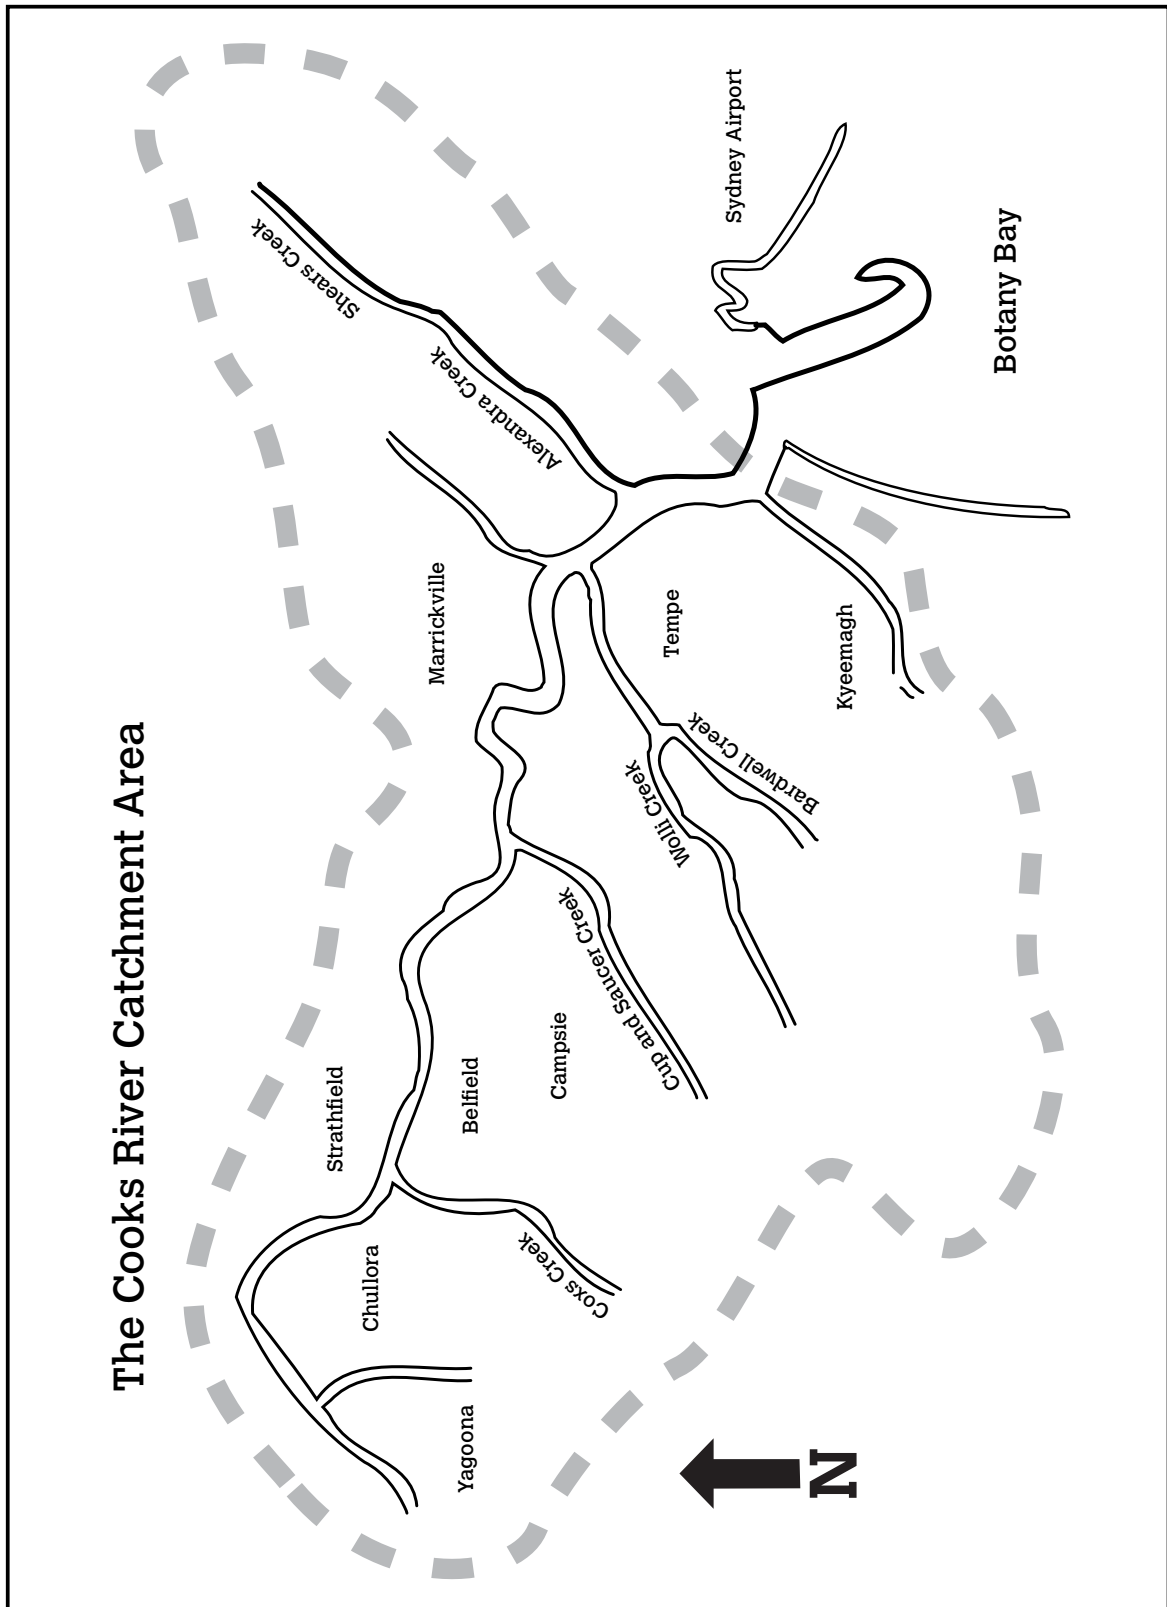 The Cooks River Catchment Area
Shears Creek
Alexandra Creek
Sydney Airport
Botany Bay
Marrickville
Tempe
Kyeemagh
Bardwell Creek
Wolli Creek
Cup and Saucer Creek
Strathfield
Belfield
Campsie
Chullora
Coxs Creek
Yagoona
N